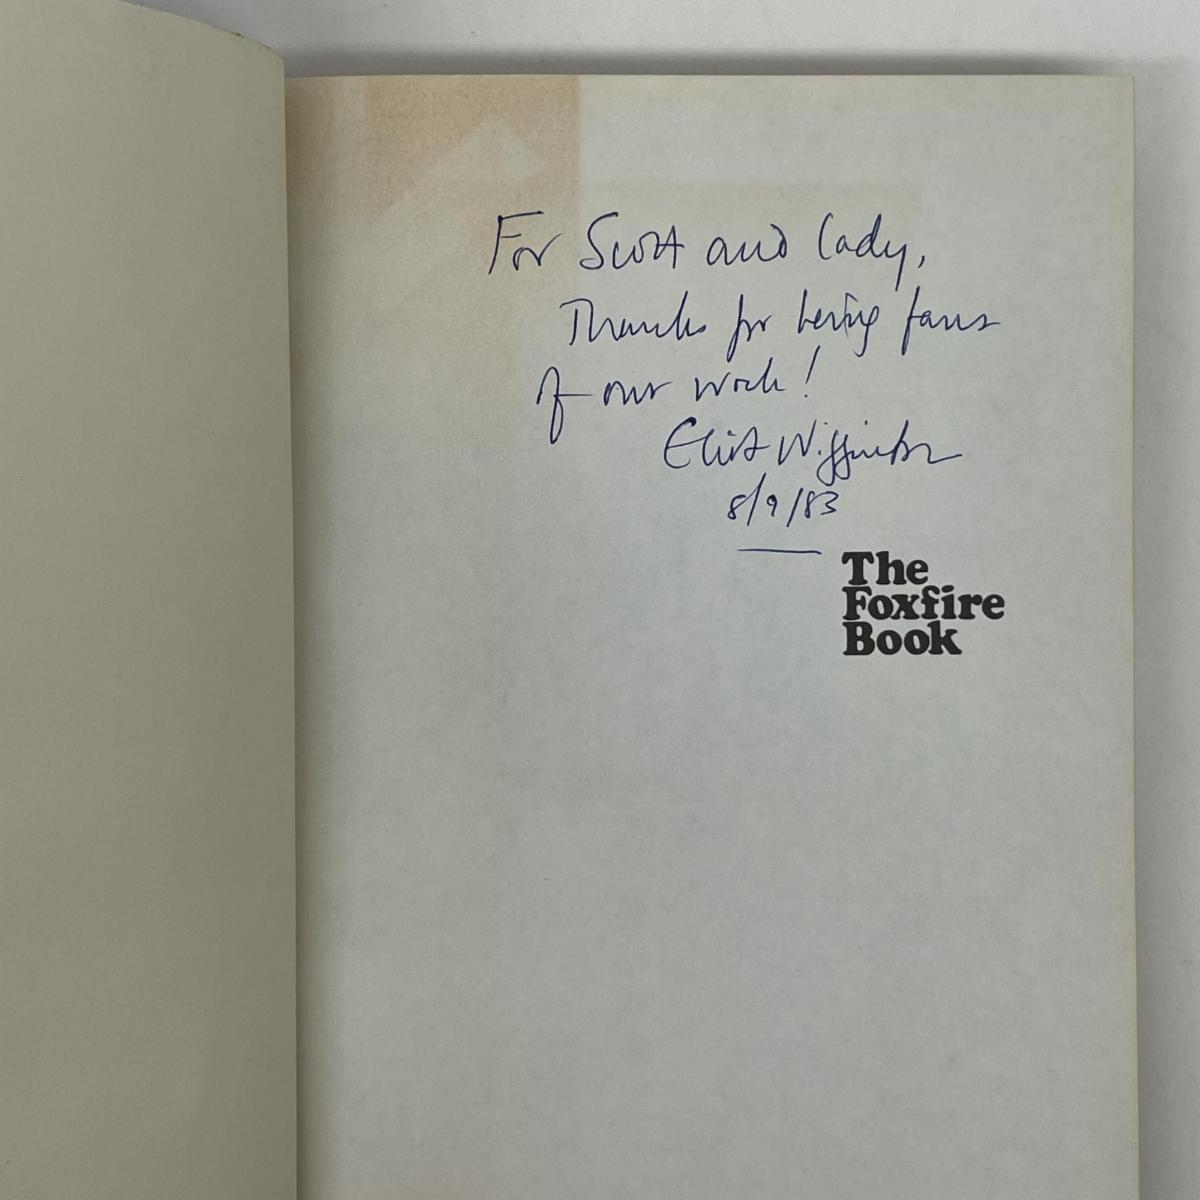 For Scott and Cady,
Thanks for being fans
of our work!
Eliot Wigginton
8/9/83
The
Foxfire
Book